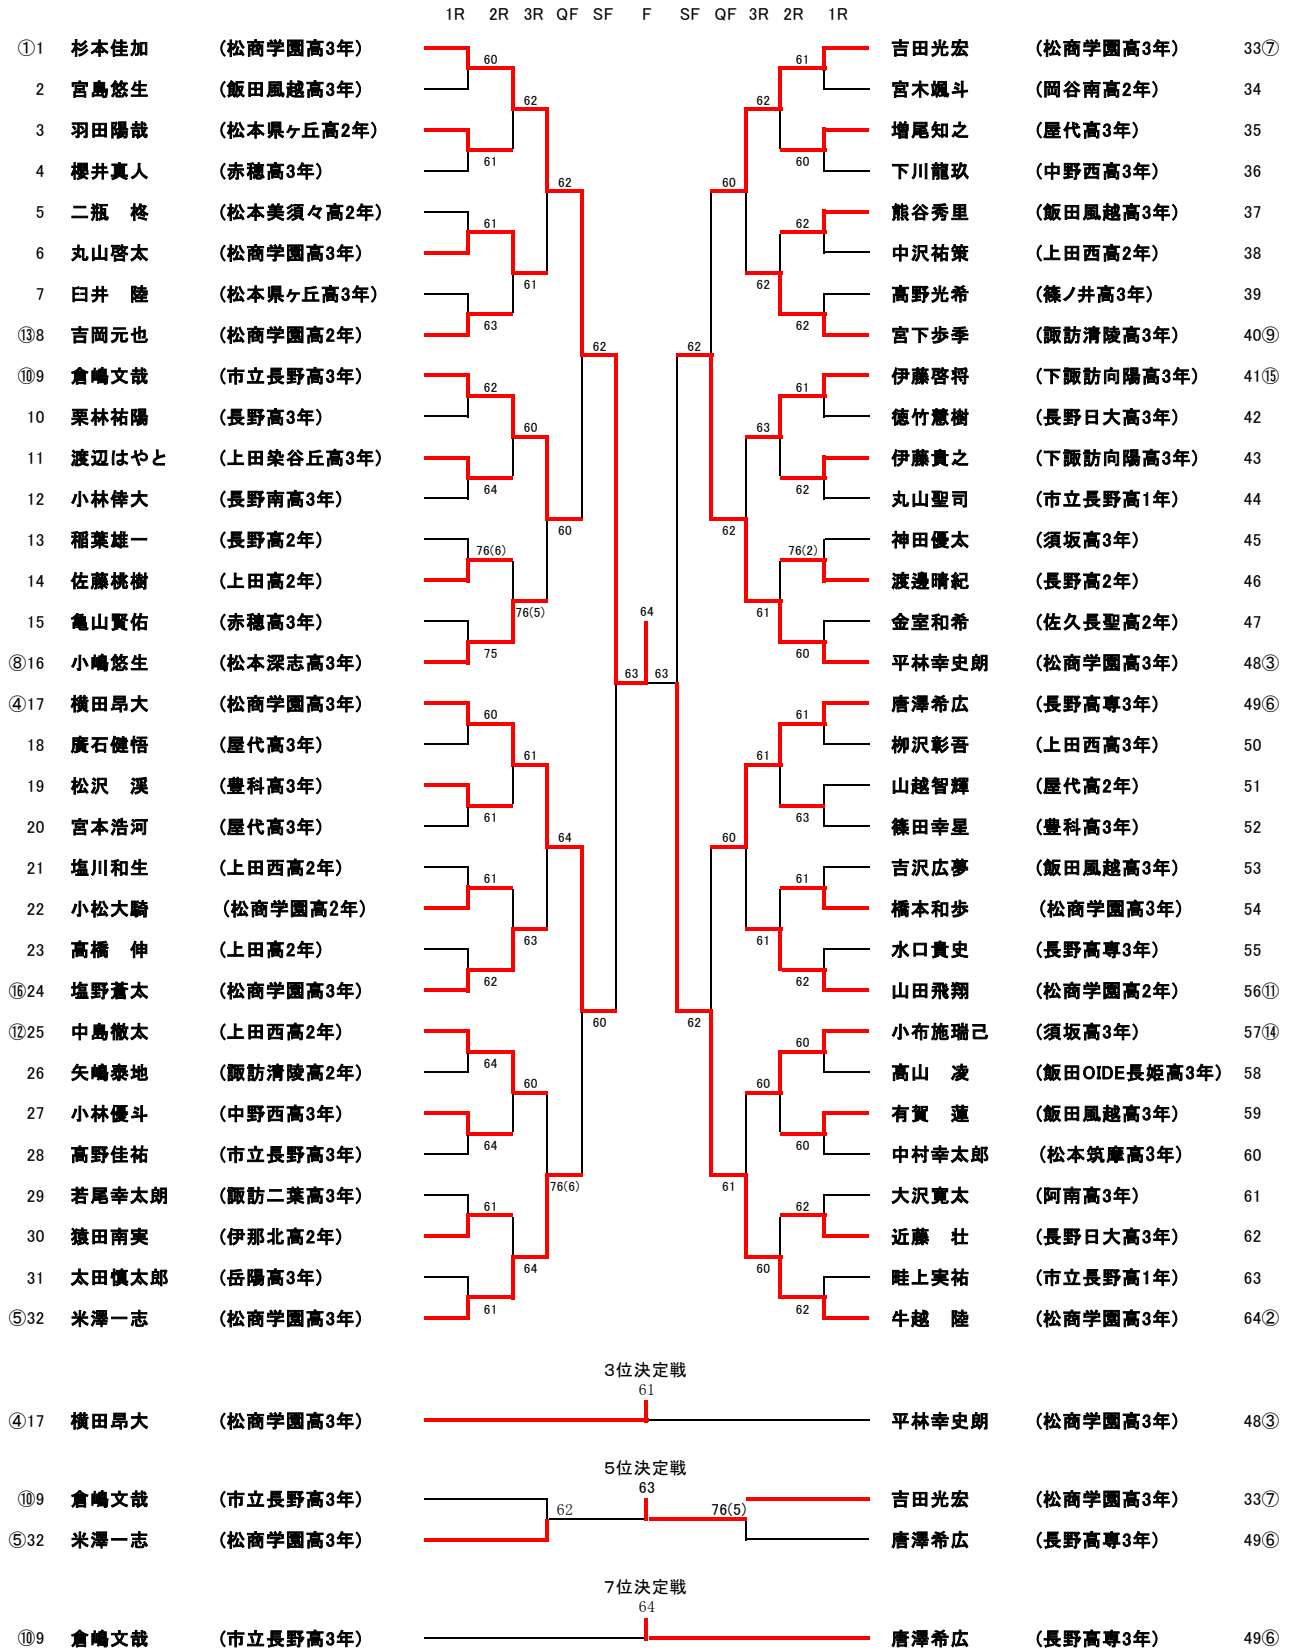 1R 2R 3R QF SF F SF QF 3R 2R 1R
①1 杉本佳加 (松商学園高3年) 吉田光宏 (松商学園高3年) 33⑦
60 61
2 宮島悠生 (飯田風越高3年) 宮木颯斗 (岡谷南高2年) 34
62 62
3 羽田陽哉 (松本県ヶ丘高2年) 増尾知之 (屋代高3年) 35
61 60
4 櫻井真人 (赤穂高3年) 下川龍玖 (中野西高3年) 36
62 60
5 二瓶 柊 (松本美須々高2年) 熊谷秀里 (飯田風越高3年) 37
61 62
6 丸山啓太 (松商学園高3年) 中沢祐策 (上田西高2年) 38
61 62
7 臼井 陸 (松本県ヶ丘高3年) 高野光希 (篠ノ井高3年) 39
63 62
⑬8 吉岡元也 (松商学園高2年) 宮下歩季 (諏訪清陵高3年) 40⑨
62 62
⑩9 倉嶋文哉 (市立長野高3年) 伊藤啓将 (下諏訪向陽高3年) 41⑮
62 61
10 栗林祐陽 (長野高3年) 徳竹慧樹 (長野日大高3年) 42
60 63
11 渡辺はやと (上田染谷丘高3年) 伊藤貴之 (下諏訪向陽高3年) 43
64 62
12 小林倖大 (長野南高3年) 丸山聖司 (市立長野高1年) 44
60 62
13 稲葉雄一 (長野高2年) 神田優太 (須坂高3年) 45
76(6) 76(2)
14 佐藤桃樹 (上田高2年) 渡邊晴紀 (長野高2年) 46
76(5) 64 61
15 亀山賢佑 (赤穂高3年) 金室和希 (佐久長聖高2年) 47
75 60
⑧16 小嶋悠生 (松本深志高3年) 平林幸史朗 (松商学園高3年) 48③
63 63
④17 横田昂大 (松商学園高3年) 唐澤希広 (長野高専3年) 49⑥
60 61
18 廣石健悟 (屋代高3年) 柳沢彰吾 (上田西高3年) 50
61 61
19 松沢 渓 (豊科高3年) 山越智輝 (屋代高2年) 51
61 63
20 宮本浩河 (屋代高3年) 篠田幸星 (豊科高3年) 52
64 60
21 塩川和生 (上田西高2年) 吉沢広夢 (飯田風越高3年) 53
61 61
22 小松大騎 (松商学園高2年) 橋本和歩 (松商学園高3年) 54
63 61
23 高橋 伸 (上田高2年) 水口貴史 (長野高専3年) 55
62 62
⑯24 塩野蒼太 (松商学園高3年) 山田飛翔 (松商学園高2年) 56⑪
60 62
⑫25 中島徹太 (上田西高2年) 小布施瑞己 (須坂高3年) 57⑭
64 60
26 矢嶋泰地 (諏訪清陵高2年) 高山 凌 (飯田OIDE長姫高3年) 58
60 60
27 小林優斗 (中野西高3年) 有賀 蓮 (飯田風越高3年) 59
64 60
28 高野佳祐 (市立長野高3年) 中村幸太郎 (松本筑摩高3年) 60
76(6) 61
29 若尾幸太朗 (諏訪二葉高3年) 大沢寛太 (阿南高3年) 61
61 62
30 猿田南実 (伊那北高2年) 近藤 壮 (長野日大高3年) 62
64 60
31 太田慎太郎 (岳陽高3年) 畦上実祐 (市立長野高1年) 63
61 62
⑤32 米澤一志 (松商学園高3年) 牛越 陸 (松商学園高3年) 64②
3位決定戦
61
④17 横田昂大 (松商学園高3年) 平林幸史朗 (松商学園高3年) 48③
5位決定戦
63
⑩9 倉嶋文哉 (市立長野高3年) 吉田光宏 (松商学園高3年) 33⑦
62 76(5)
⑤32 米澤一志 (松商学園高3年) 唐澤希広 (長野高専3年) 49⑥
7位決定戦
64
⑩9 倉嶋文哉 (市立長野高3年) 唐澤希広 (長野高専3年) 49⑥